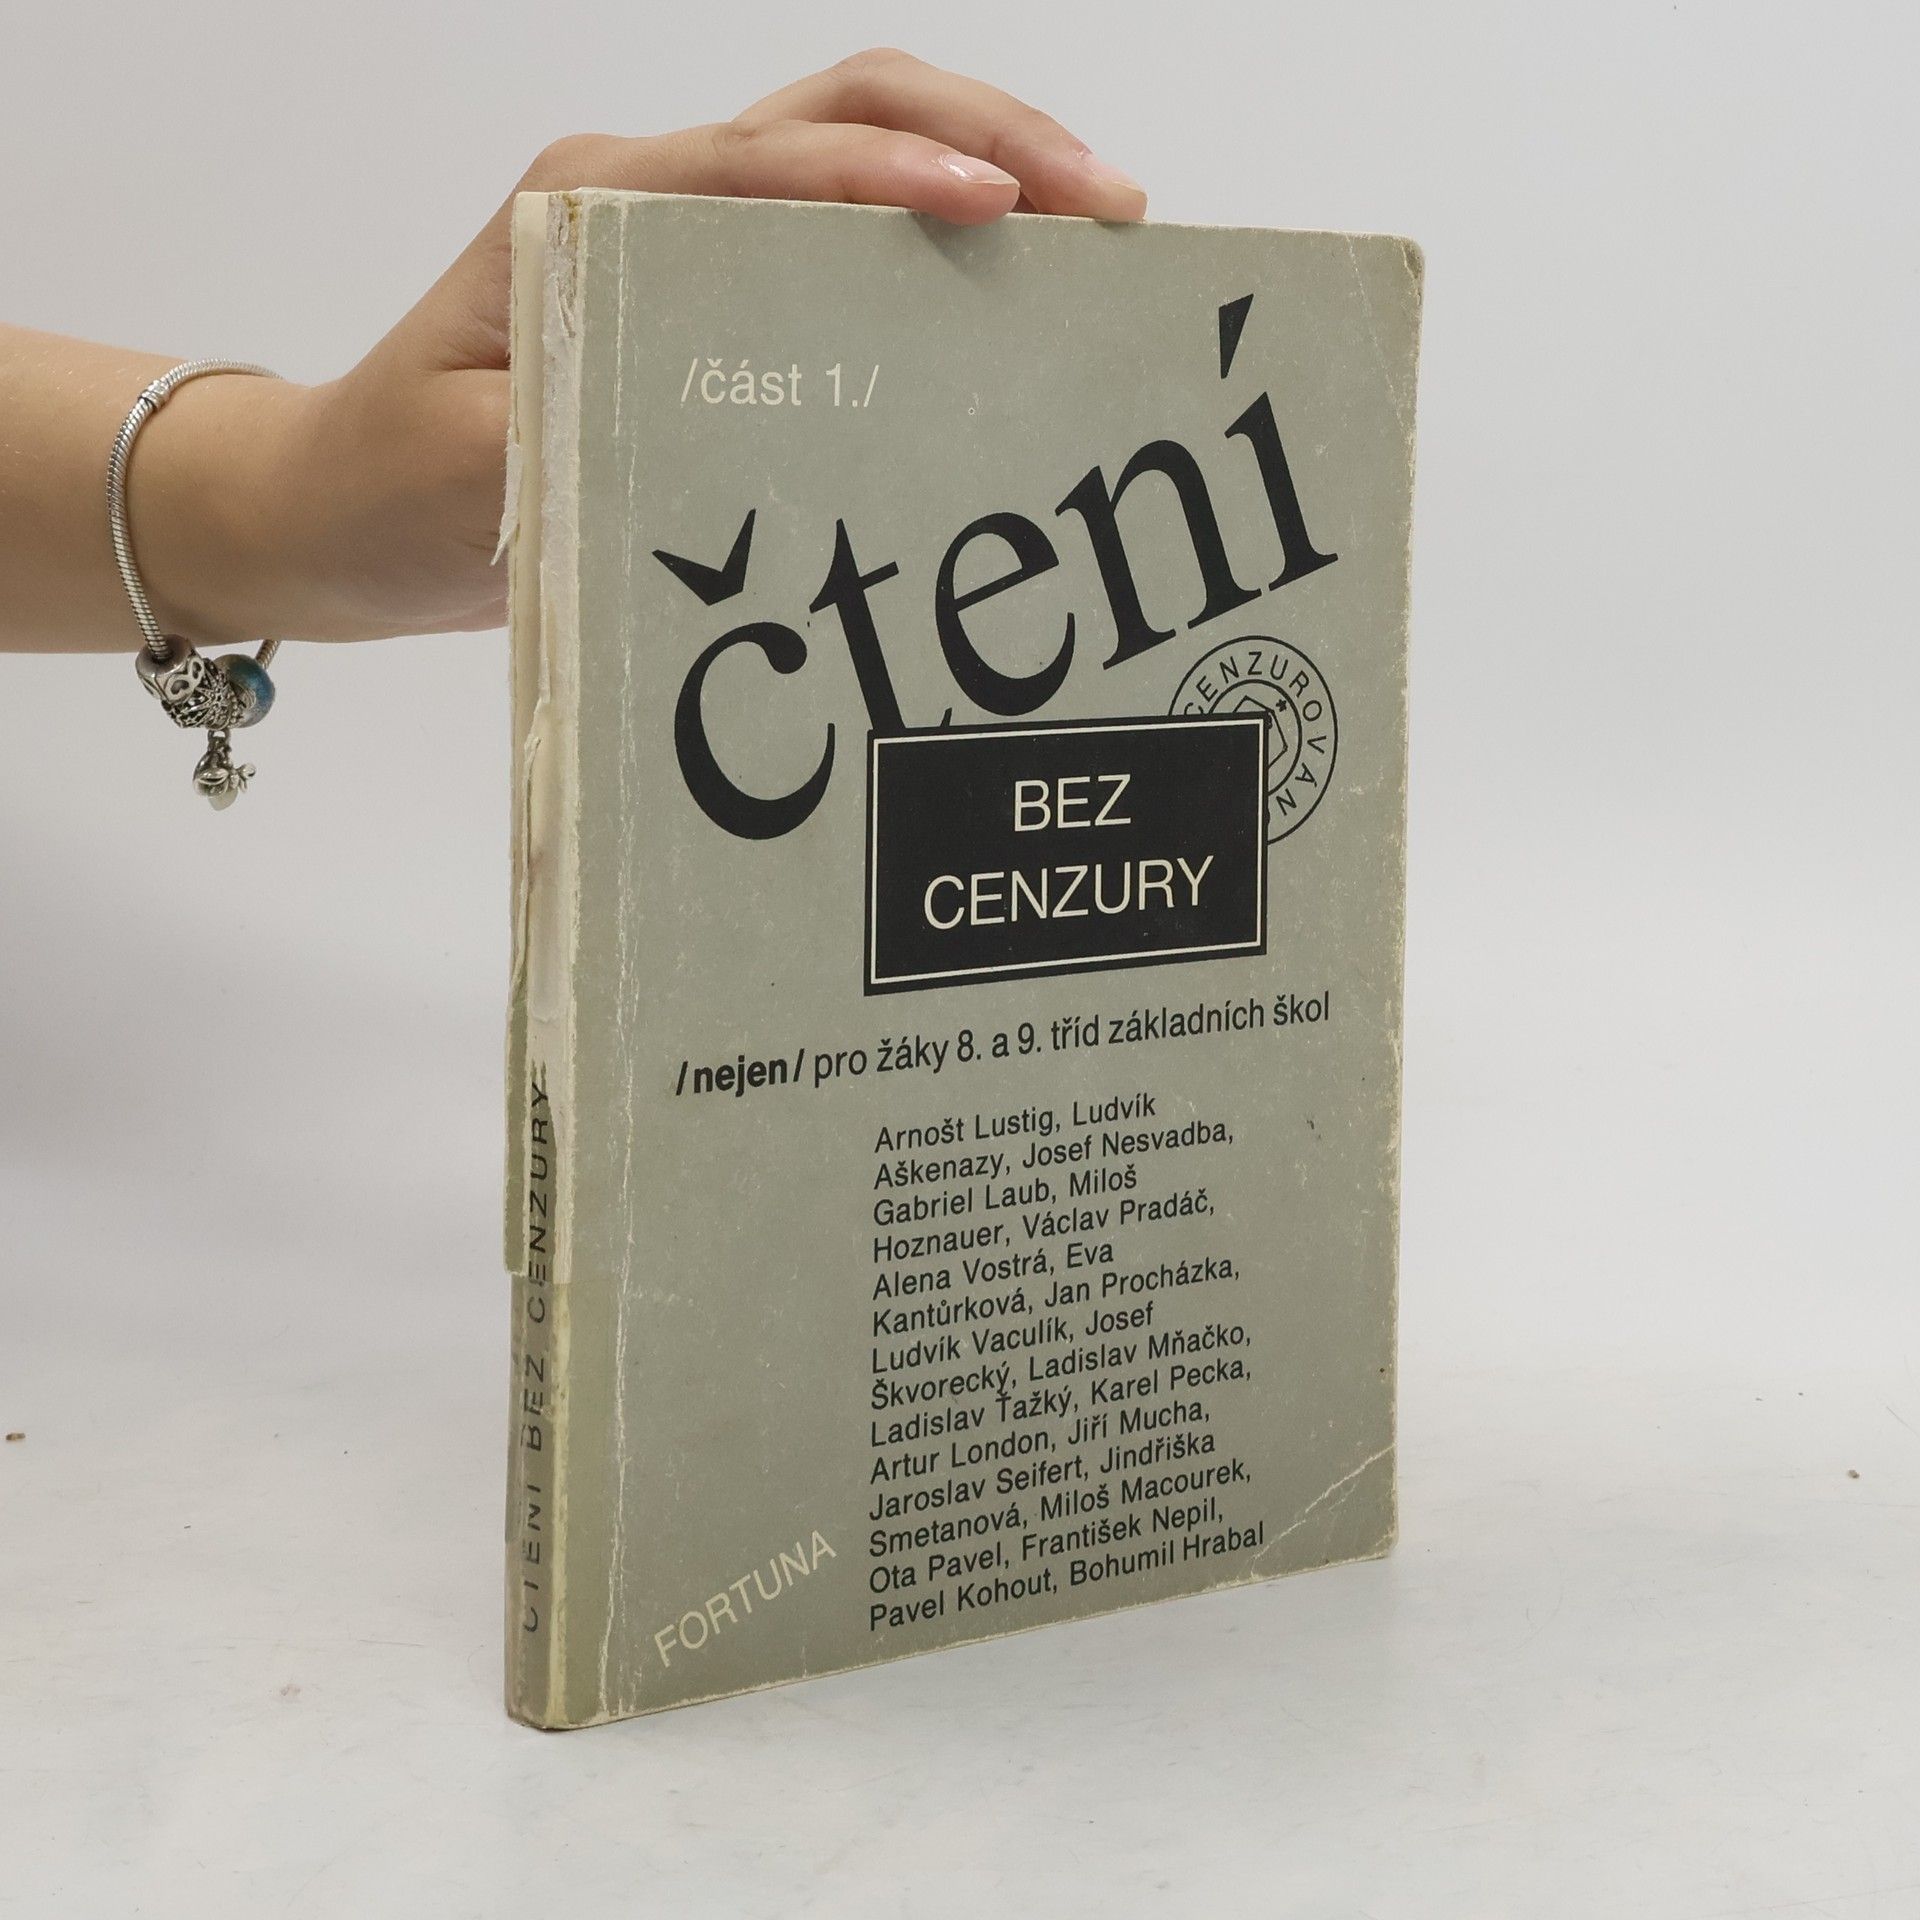 /část 1./
čtení
CENZUROVÁN
BEZ
CENZURY
/nejen/ pro žáky 8. a 9. tříd základních škol
Arnošt Lustig, Ludvík
Aškenazy, Josef Nesvadba,
Gabriel Laub, Miloš
Hoznauer, Václav Pradáč,
Alena Vostrá, Eva
Kantůrková, Jan Procházka,
Ludvík Vaculík, Josef
Škvorecký, Ladislav Mňačko,
Ladislav Ťažký, Karel Pecka,
Artur London, Jiří Mucha,
Jaroslav Seifert, Jindřiška
Smetanová, Miloš Macourek,
Ota Pavel, František Nepil,
Pavel Kohout, Bohumil Hrabal
FORTUNA
ČTENÍ BEZ CENZURY